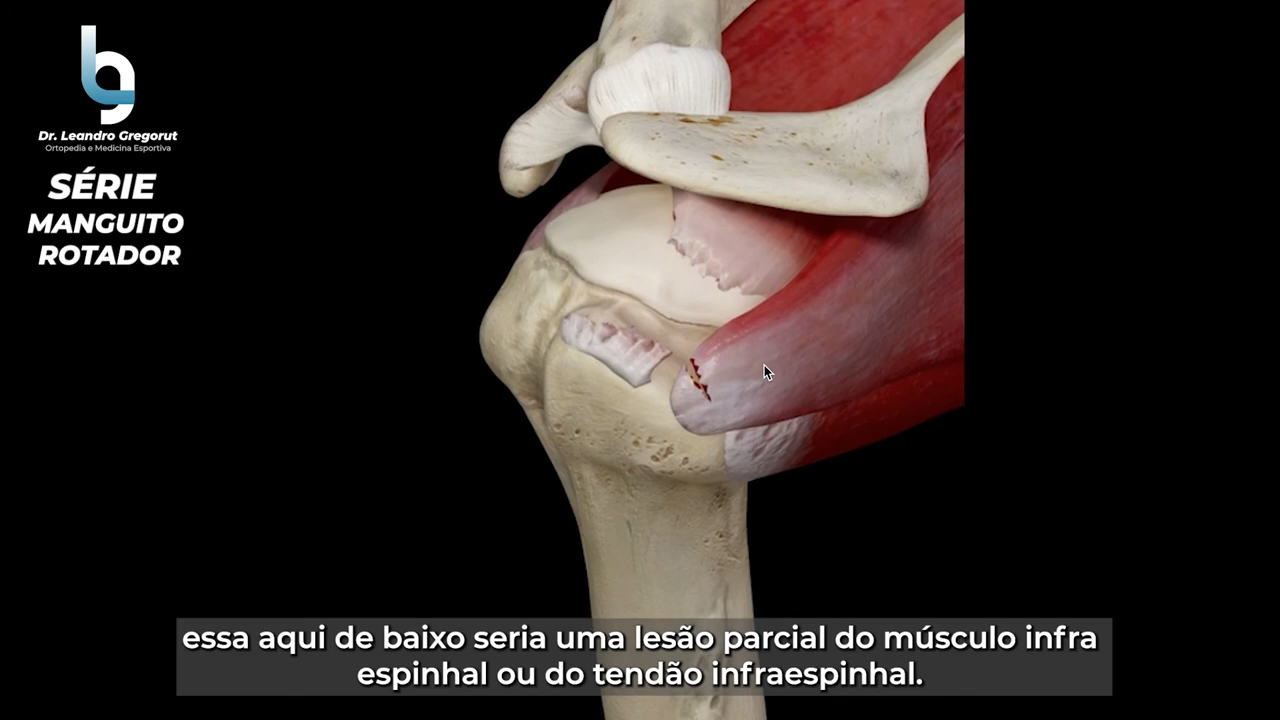 Dr. Leandro Gregorut
Ortopedia e Medicina Esportiva
SÉRIE
MANGUITO
ROTADOR
essa aqui de baixo seria uma lesão parcial do músculo infra
espinhal ou do tendão infraespinhal.